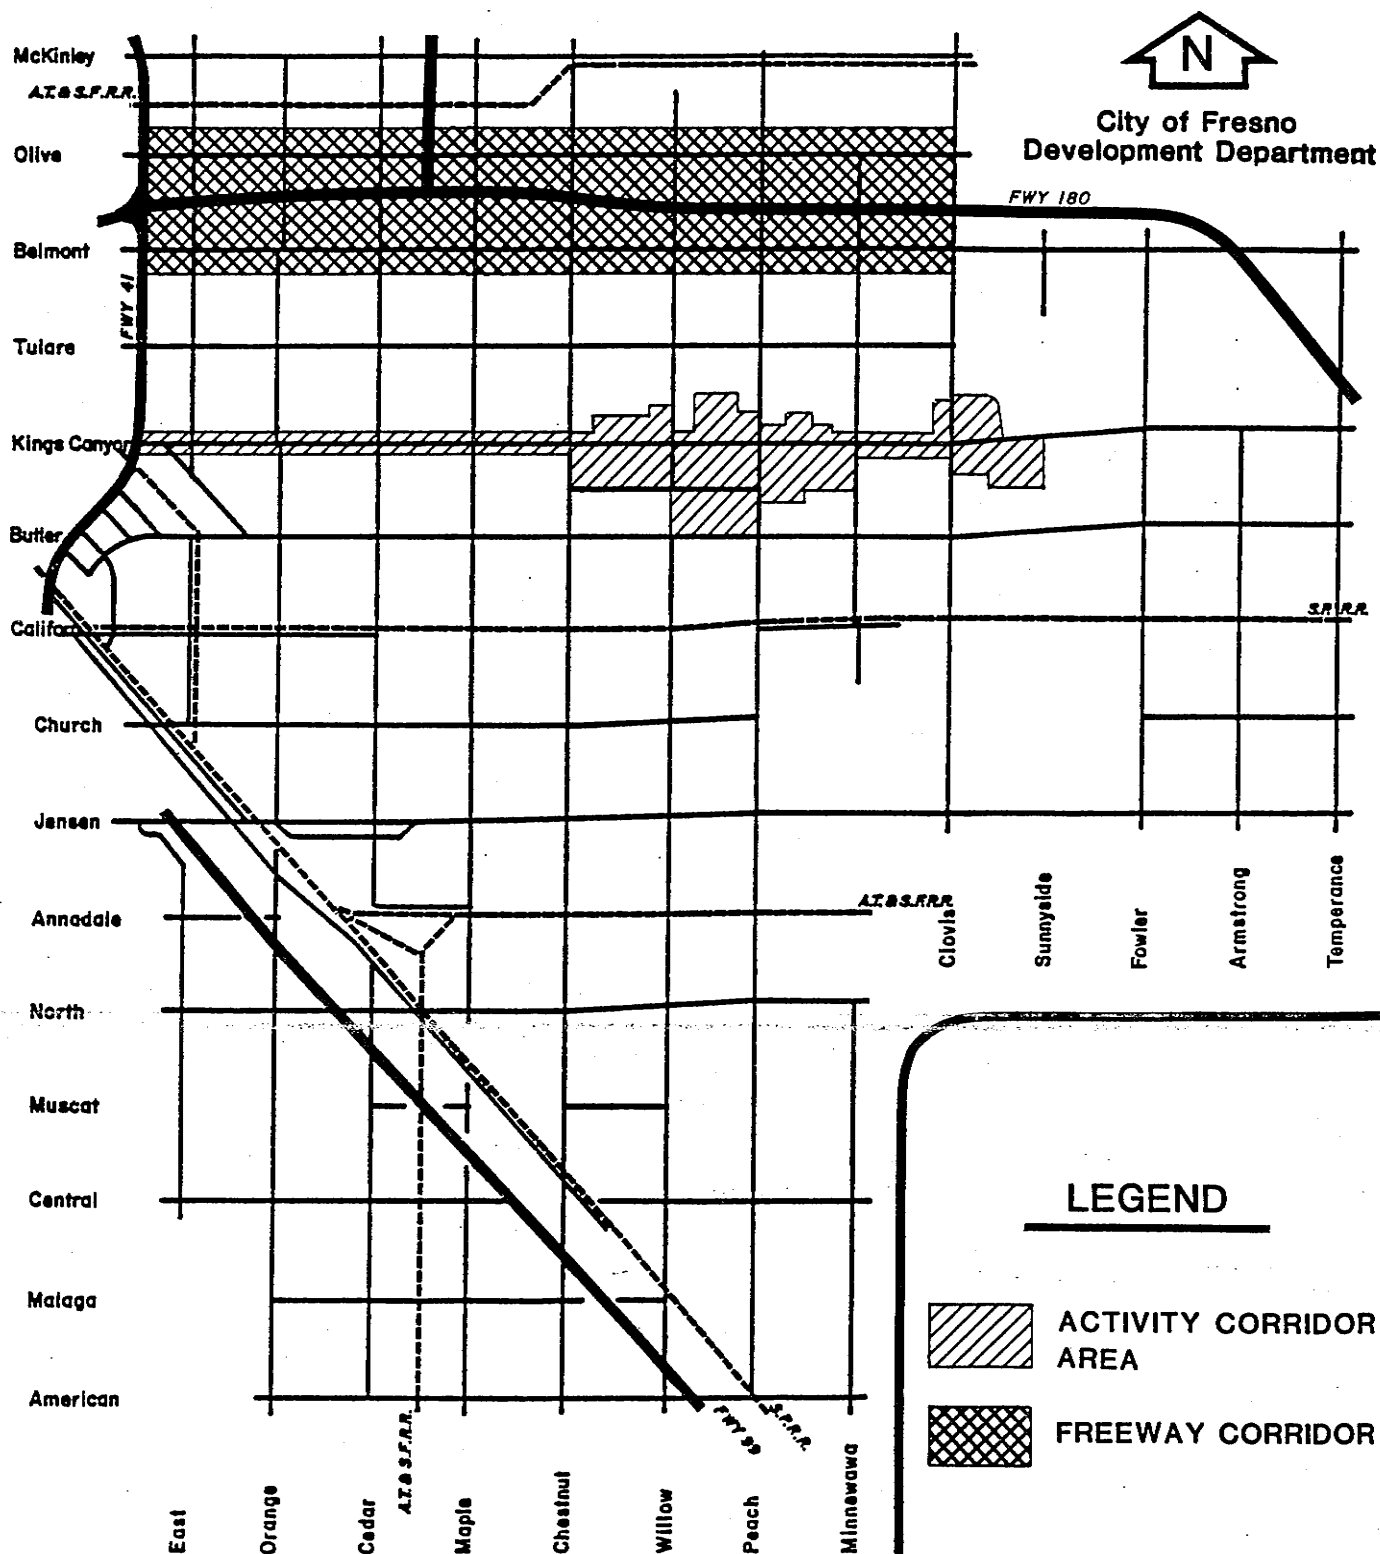 N
City of Fresno
Development Department
McKinley
A.T. & S.F.R.R.
Olive
FWY 180
Belmont
FWY 41
Tulare
Kings Canyon
Butler
S.P. R.R.
Californ
Church
Jensen
A.T. & S.F.R.R.
Annadale
Clovis
Sunnyside
Fowler
Armstrong
Temperance
North
Muscat
Central
Malaga
American
LEGEND
ACTIVITY CORRIDOR
AREA
FREEWAY CORRIDOR
FWY 99
S.P.R.R.
A.T. & S.F.R.R.
East
Orange
Cedar
Maple
Chestnut
Willow
Peach
Minnewawa